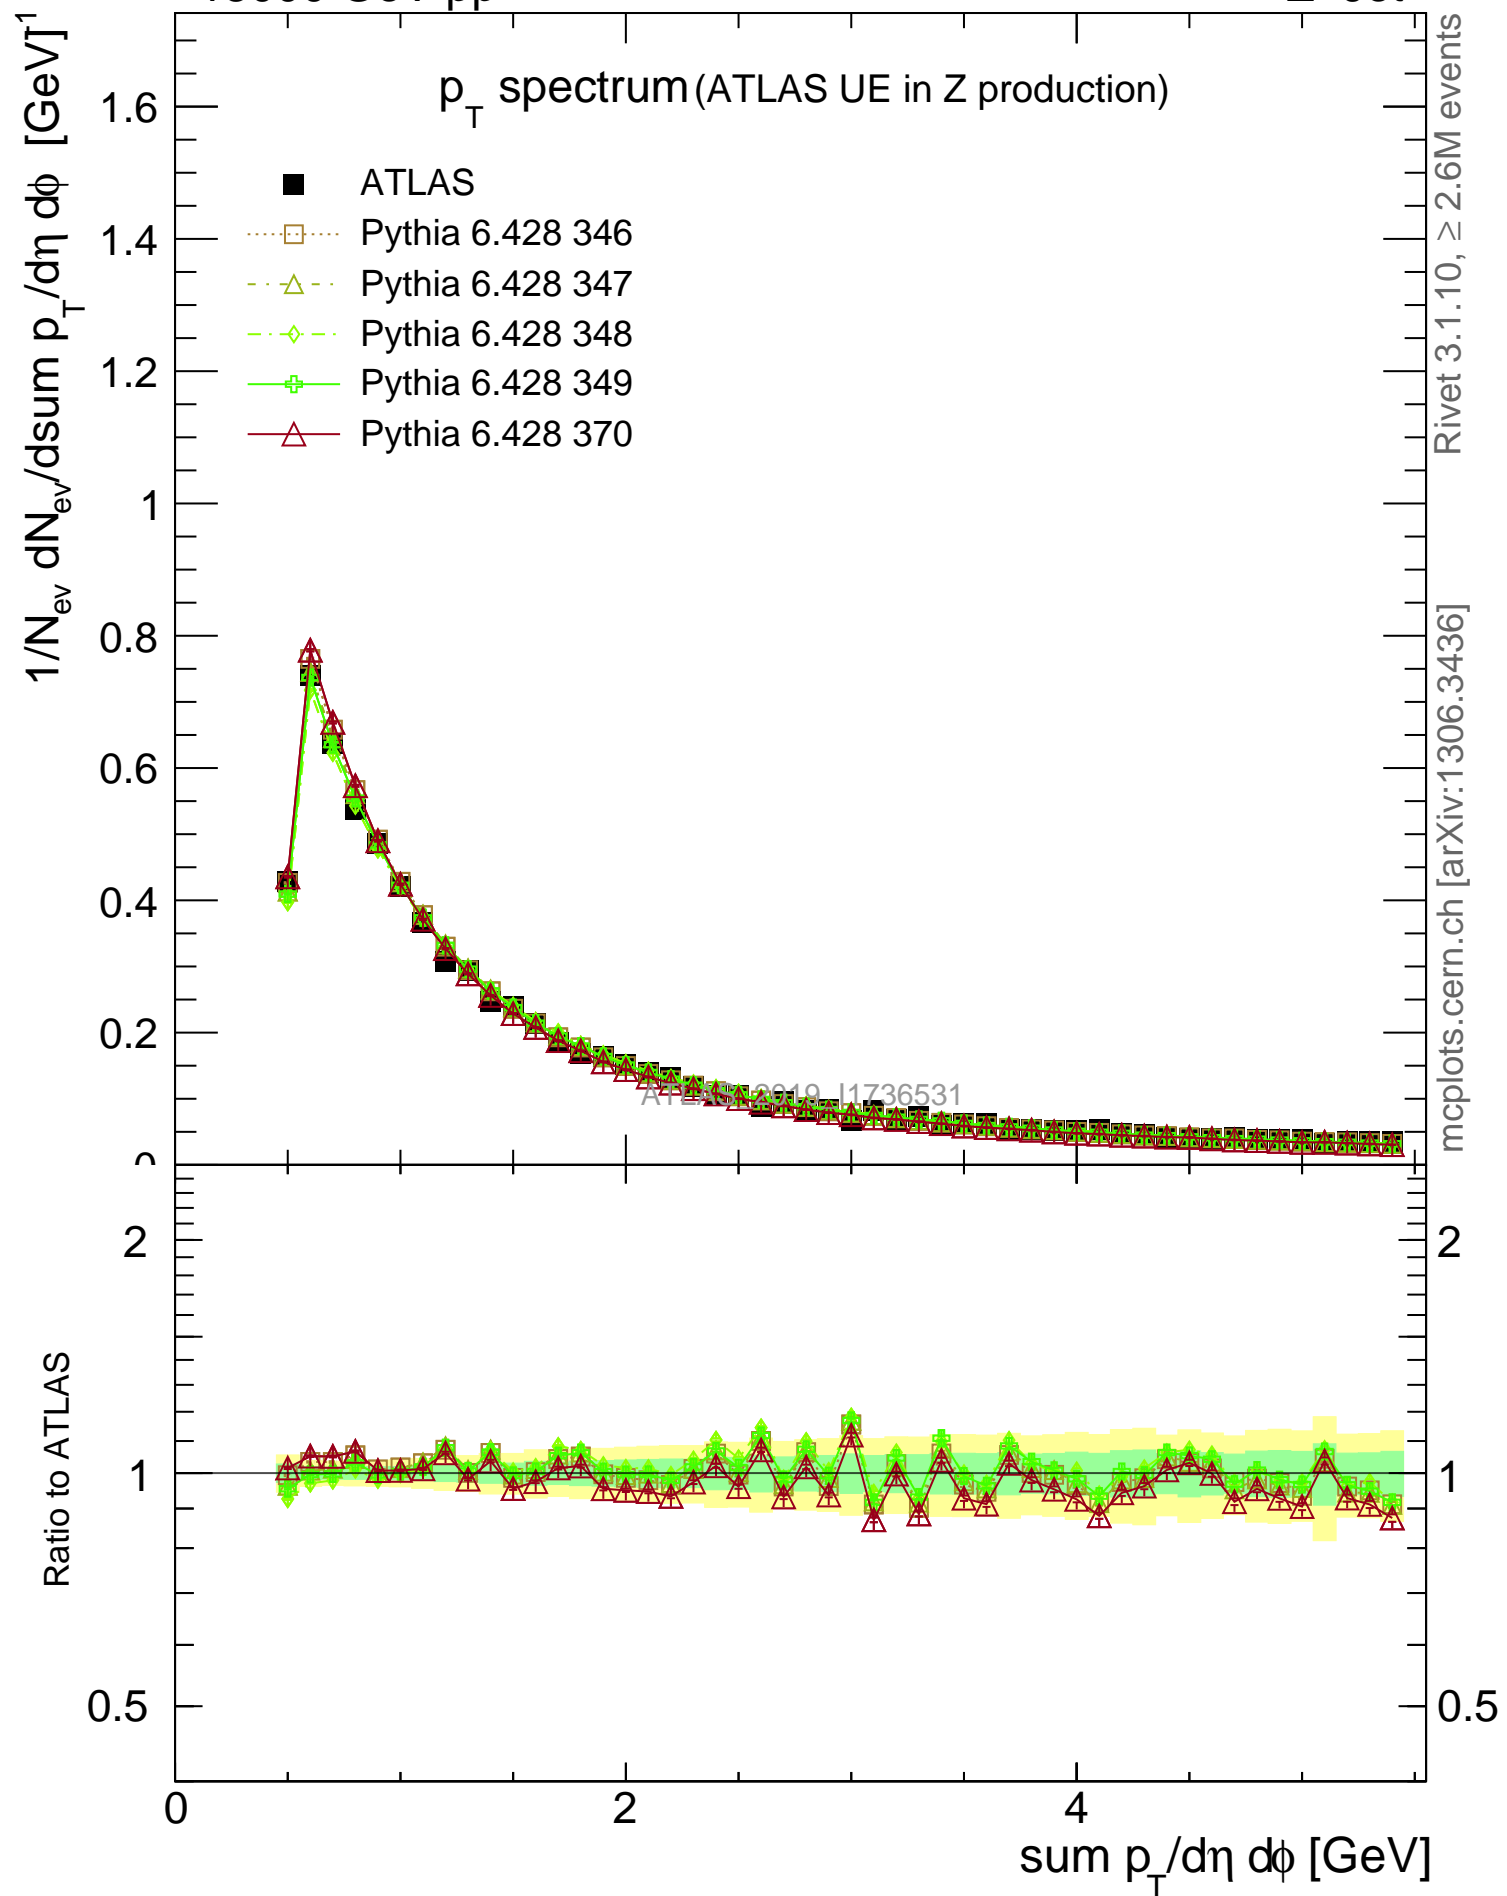 p_T spectrum (ATLAS UE in Z production)
1/N_ev dN_ev/dsum p_T/dη dϕ [GeV]^-1
ATLAS
Pythia 6.428 346
Pythia 6.428 347
Pythia 6.428 348
Pythia 6.428 349
Pythia 6.428 370
1.6
1.4
1.2
1
0.8
0.6
0.4
0.2
0
ATLAS_2019_I1736531
Rivet 3.1.10, ≥ 2.6M events
mcplots.cern.ch [arXiv:1306.3436]
Ratio to ATLAS
2
1
0.5
2
1
0.5
0
2
4
sum p_T/dη dϕ [GeV]